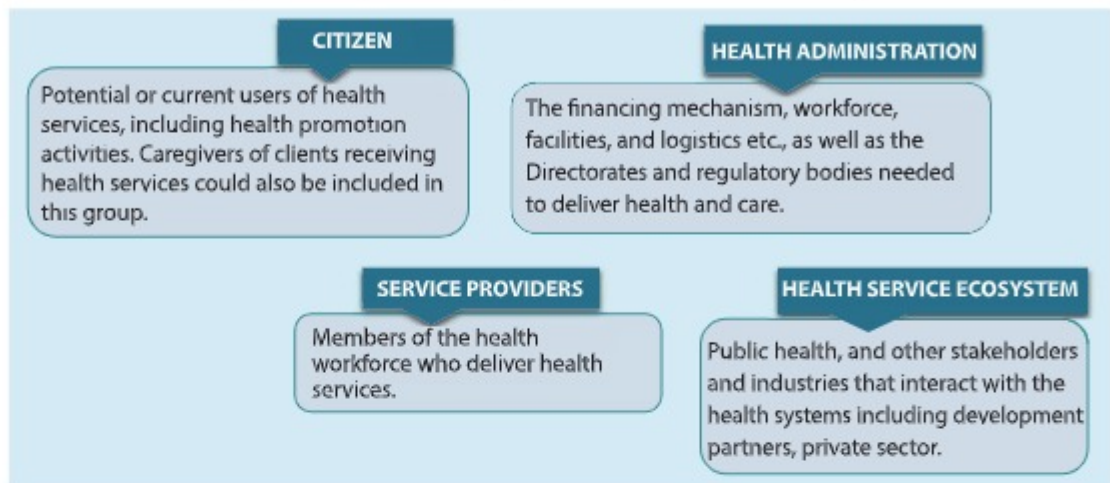 CITIZEN
Potential or current users of health
services, including health promotion
activities. Caregivers of clients receiving
health services could also be included in
this group.
HEALTH ADMINISTRATION
The financing mechanism, workforce,
facilities, and logistics etc., as well as the
Directorates and regulatory bodies needed
to deliver health and care.
SERVICE PROVIDERS
Members of the health
workforce who deliver health
services.
HEALTH SERVICE ECOSYSTEM
Public health, and other stakeholders
and industries that interact with the
health systems including development
partners, private sector.